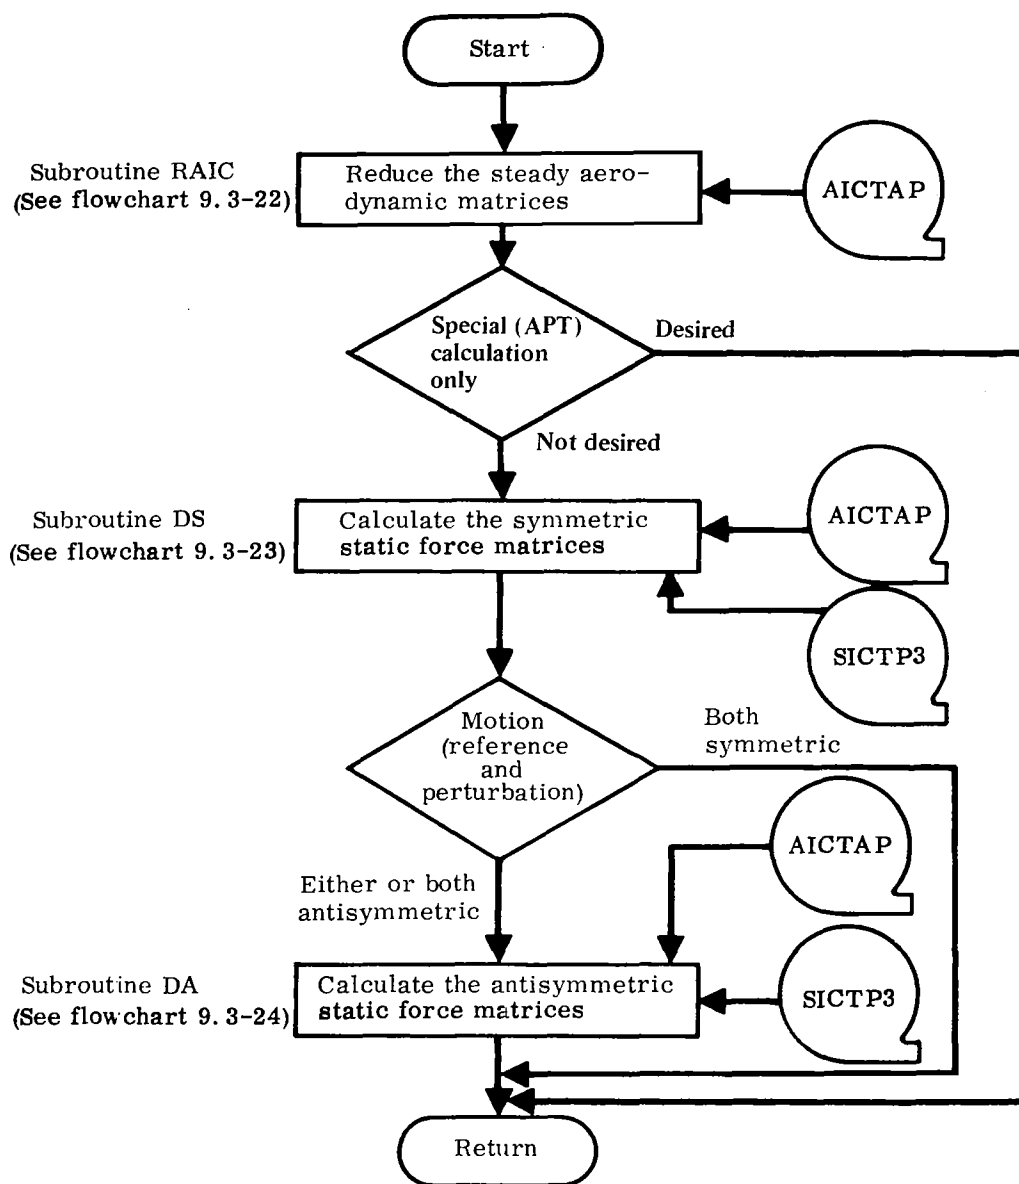 Start
Subroutine RAIC
(See flowchart 9.3-22)
Reduce the steady aero-
dynamic matrices
AICTAP
Special (APT)
calculation
only
Desired
Not desired
Subroutine DS
(See flowchart 9.3-23)
Calculate the symmetric
static force matrices
AICTAP
SICTP3
Motion
(reference
and
perturbation)
Both
symmetric
AICTAP
Either or both
antisymmetric
Subroutine DA
(See flowchart 9.3-24)
Calculate the antisymmetric
static force matrices
SICTP3
Return